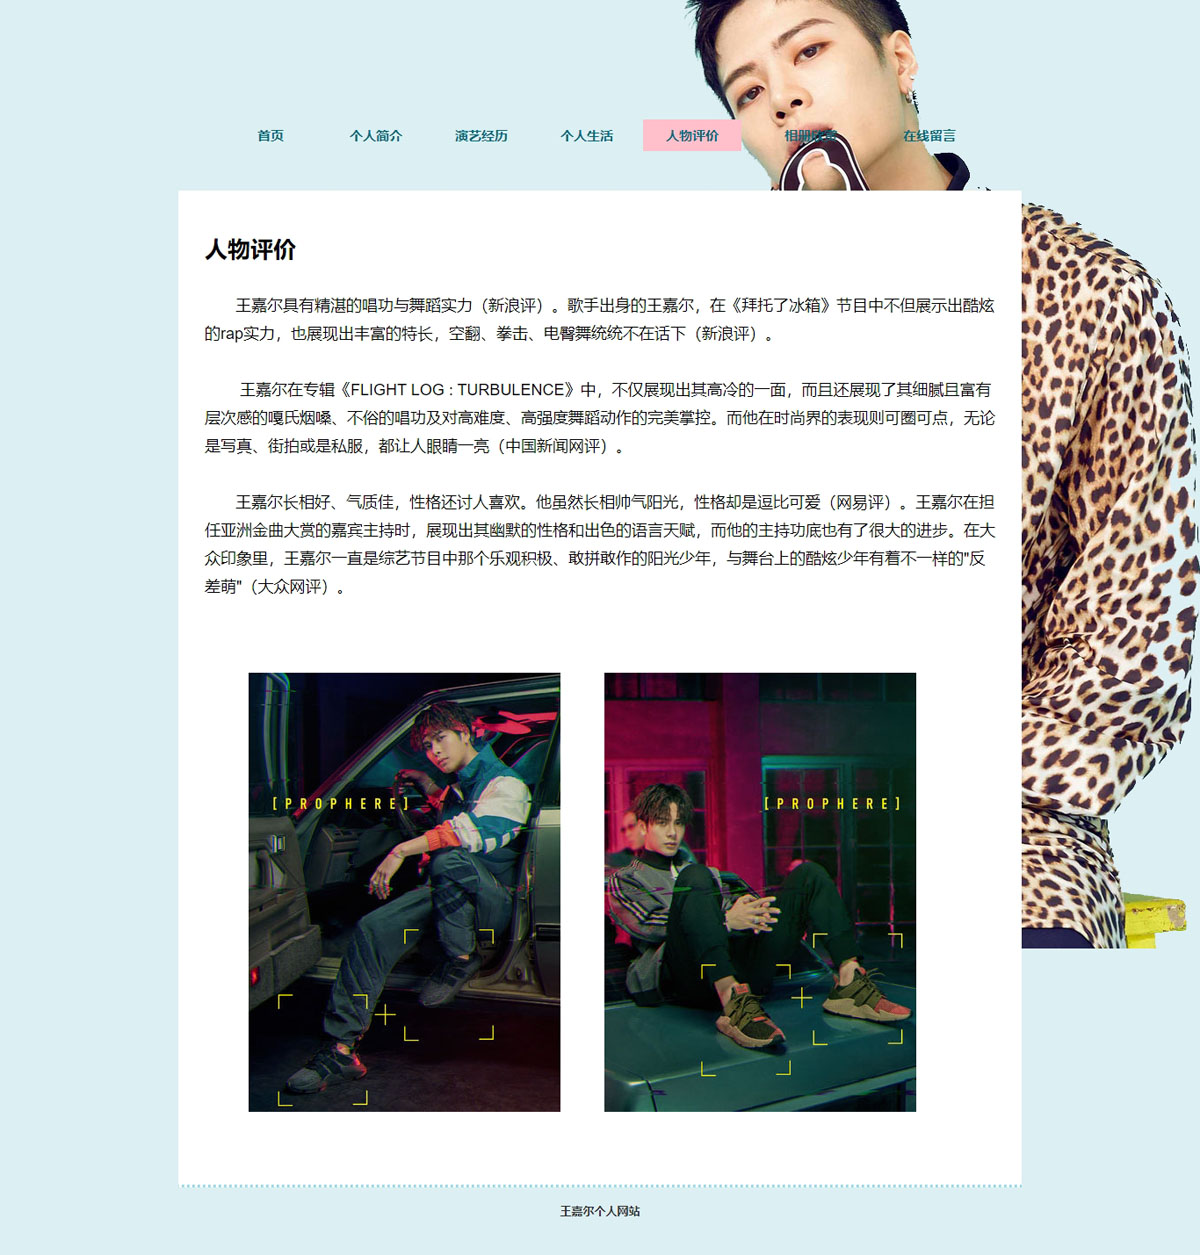 首页 个人简介 演艺经历 个人生活 人物评价 相册 在线留言
人物评价
王嘉尔具有精湛的唱功与舞蹈实力（新浪评）。歌手出身的王嘉尔，在《拜托了冰箱》节目中不但展示出酷炫
的rap实力，也展现出丰富的特长，空翻、拳击、电臀舞统统不在话下（新浪评）。
王嘉尔在专辑《FLIGHT LOG : TURBULENCE》中，不仅展现出其高冷的一面，而且还展现了其细腻且富有
层次感的嘎氏烟嗓、不俗的唱功及对高难度、高强度舞蹈动作的完美掌控。而他在时尚界的表现则可圈可点，无论
是写真、街拍或是私服，都让人眼睛一亮（中国新闻网评）。
王嘉尔长相好、气质佳，性格还讨人喜欢。他虽然长相帅气阳光，性格却是逗比可爱（网易评）。王嘉尔在担
任亚洲金曲大赏的嘉宾主持时，展现出其幽默的性格和出色的语言天赋，而他的主持功底也有了很大的进步。在大
众印象里，王嘉尔一直是综艺节目中那个乐观积极、敢拼敢作的阳光少年，与舞台上的酷炫少年有着不一样的"反
差萌"（大众网评）。
[PROPHERE]
[PROPHERE]
王嘉尔个人网站